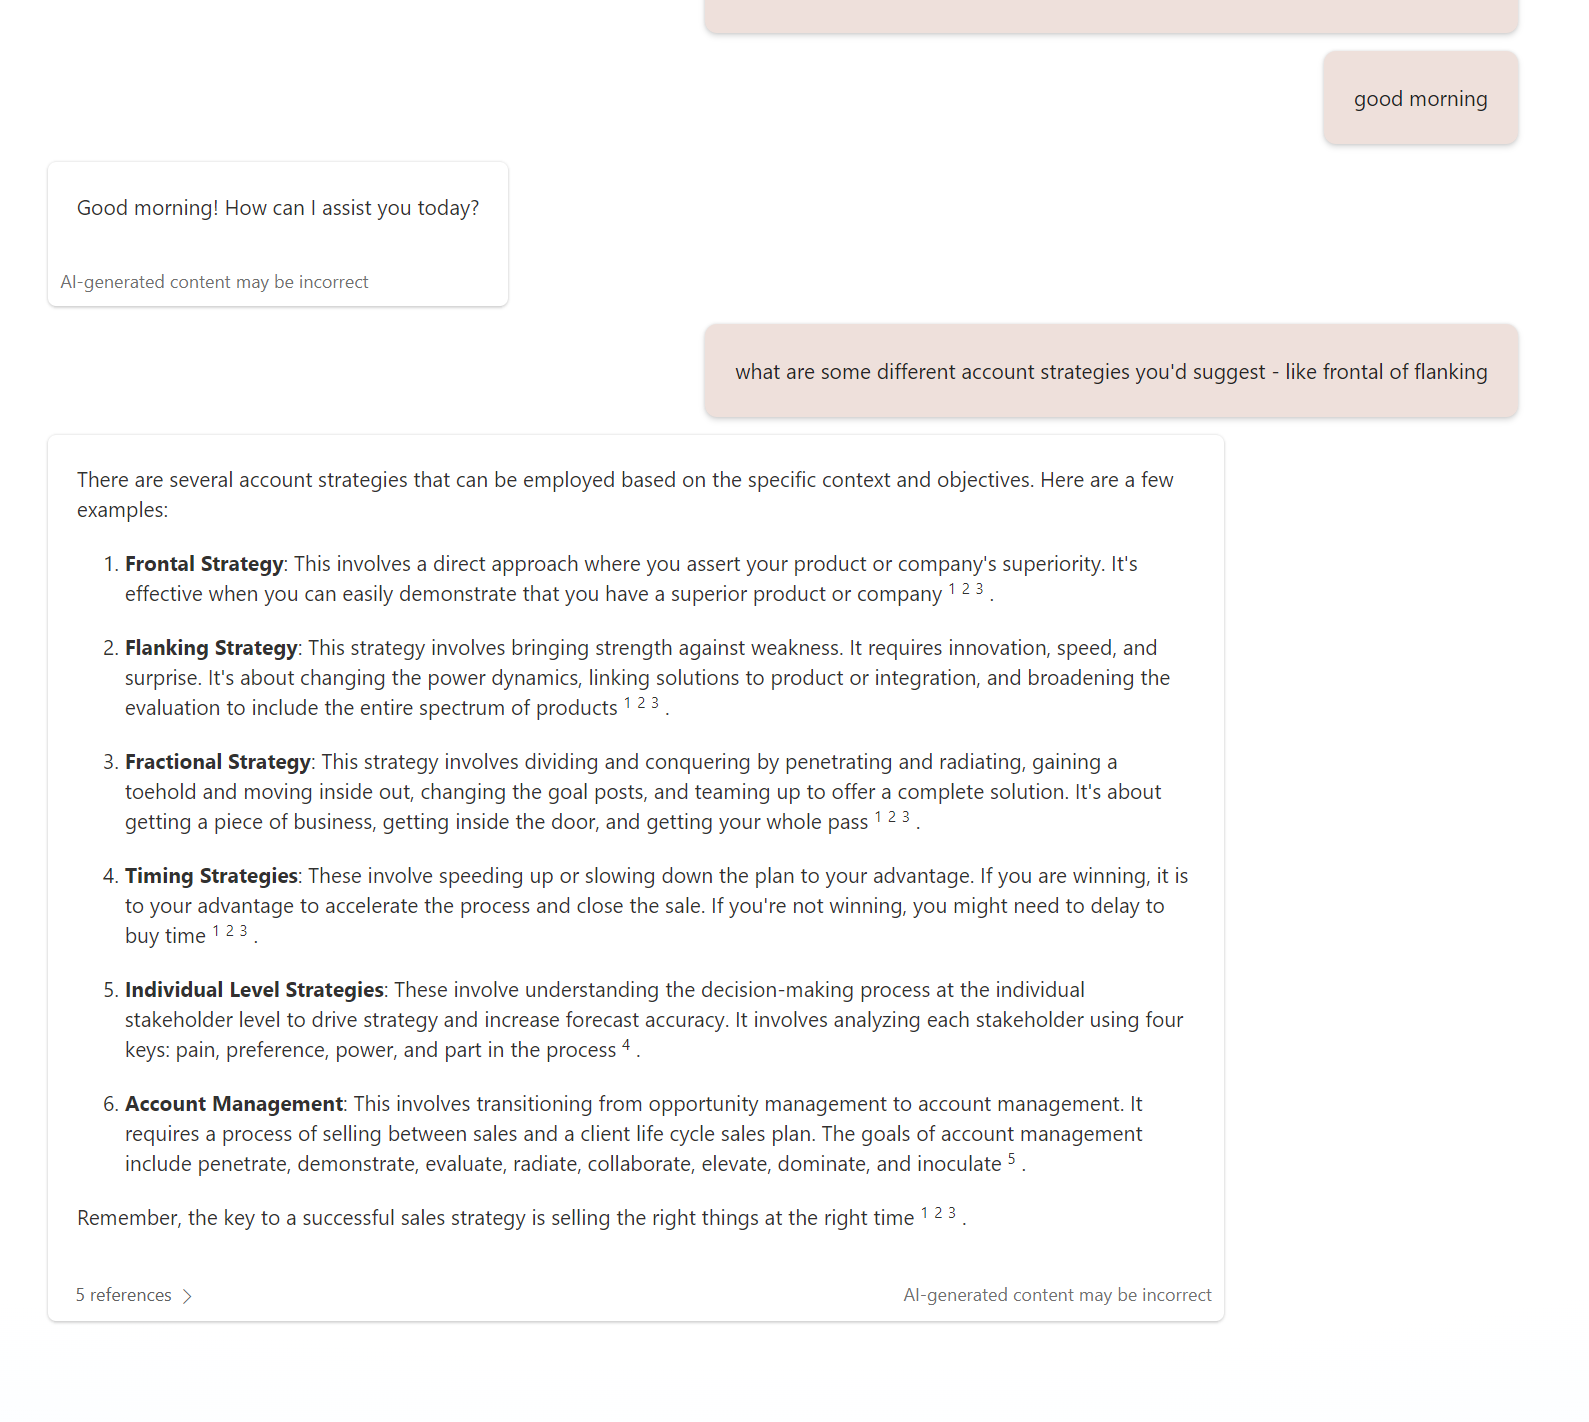 good morning
Good morning! How can I assist you today?
AI-generated content may be incorrect
what are some different account strategies you'd suggest - like frontal of flanking
There are several account strategies that can be employed based on the specific context and objectives. Here are a few
examples:
1. Frontal Strategy: This involves a direct approach where you assert your product or company's superiority. It's
effective when you can easily demonstrate that you have a superior product or company 1 2 3 .
2. Flanking Strategy: This strategy involves bringing strength against weakness. It requires innovation, speed, and
surprise. It's about changing the power dynamics, linking solutions to product or integration, and broadening the
evaluation to include the entire spectrum of products 1 2 3 .
3. Fractional Strategy: This strategy involves dividing and conquering by penetrating and radiating, gaining a
toehold and moving inside out, changing the goal posts, and teaming up to offer a complete solution. It's about
getting a piece of business, getting inside the door, and getting your whole pass 1 2 3 .
4. Timing Strategies: These involve speeding up or slowing down the plan to your advantage. If you are winning, it is
to your advantage to accelerate the process and close the sale. If you're not winning, you might need to delay to
buy time 1 2 3 .
5. Individual Level Strategies: These involve understanding the decision-making process at the individual
stakeholder level to drive strategy and increase forecast accuracy. It involves analyzing each stakeholder using four
keys: pain, preference, power, and part in the process 4 .
6. Account Management: This involves transitioning from opportunity management to account management. It
requires a process of selling between sales and a client life cycle sales plan. The goals of account management
include penetrate, demonstrate, evaluate, radiate, collaborate, elevate, dominate, and inoculate 5 .
Remember, the key to a successful sales strategy is selling the right things at the right time 1 2 3 .
5 references
AI-generated content may be incorrect